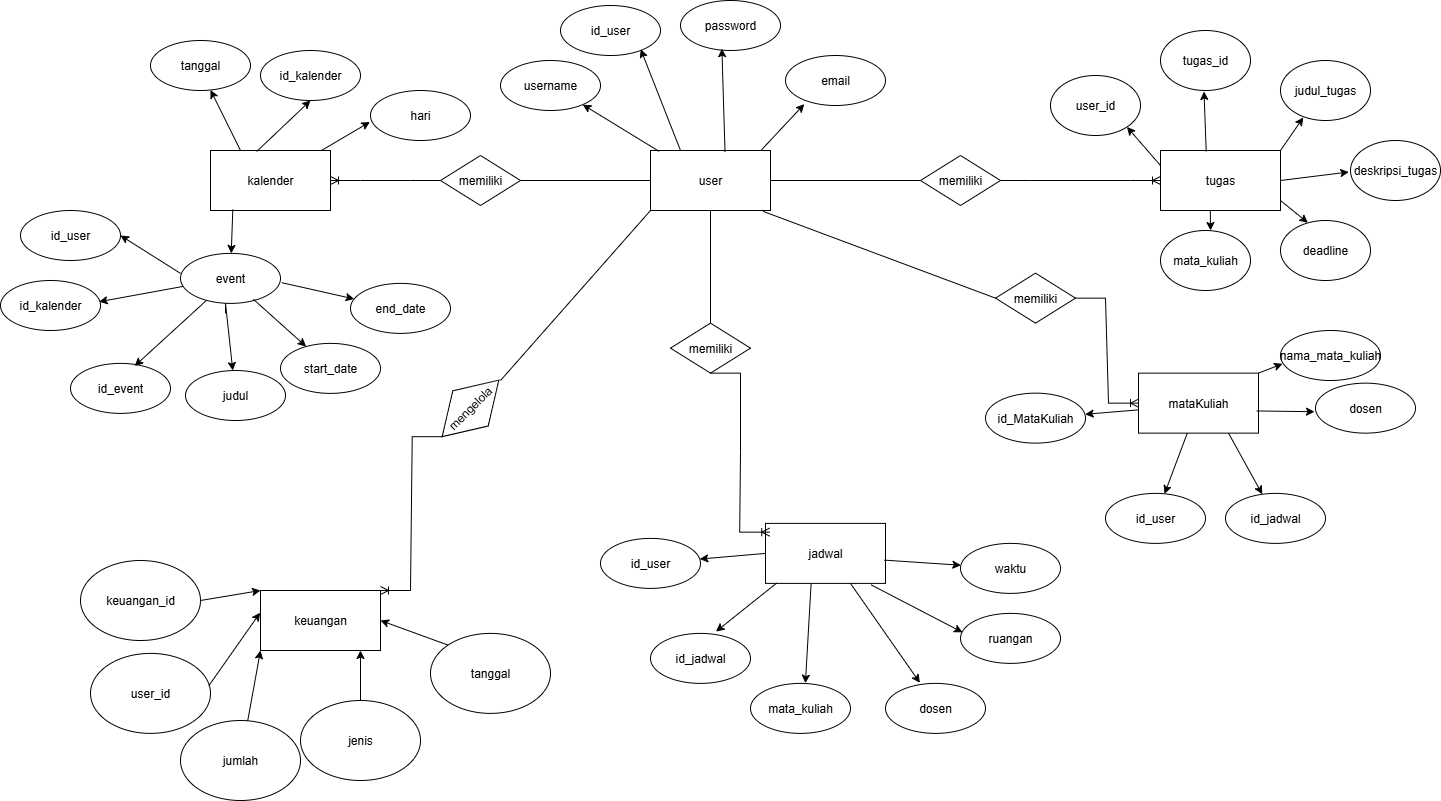 id_user
password
tanggal
id_kalender
username
email
tugas_id
judul_tugas
user_id
hari
kalender
memiliki
user
memiliki
tugas
deskripsi_tugas
id_user
event
mata_kuliah
deadline
id_kalender
end_date
memiliki
memiliki
nama_mata_kuliah
start_date
id_event
judul
mengelola
id_MataKuliah
mataKuliah
dosen
id_user
id_jadwal
id_user
jadwal
waktu
keuangan_id
keuangan
ruangan
id_jadwal
tanggal
user_id
mata_kuliah
dosen
jenis
jumlah